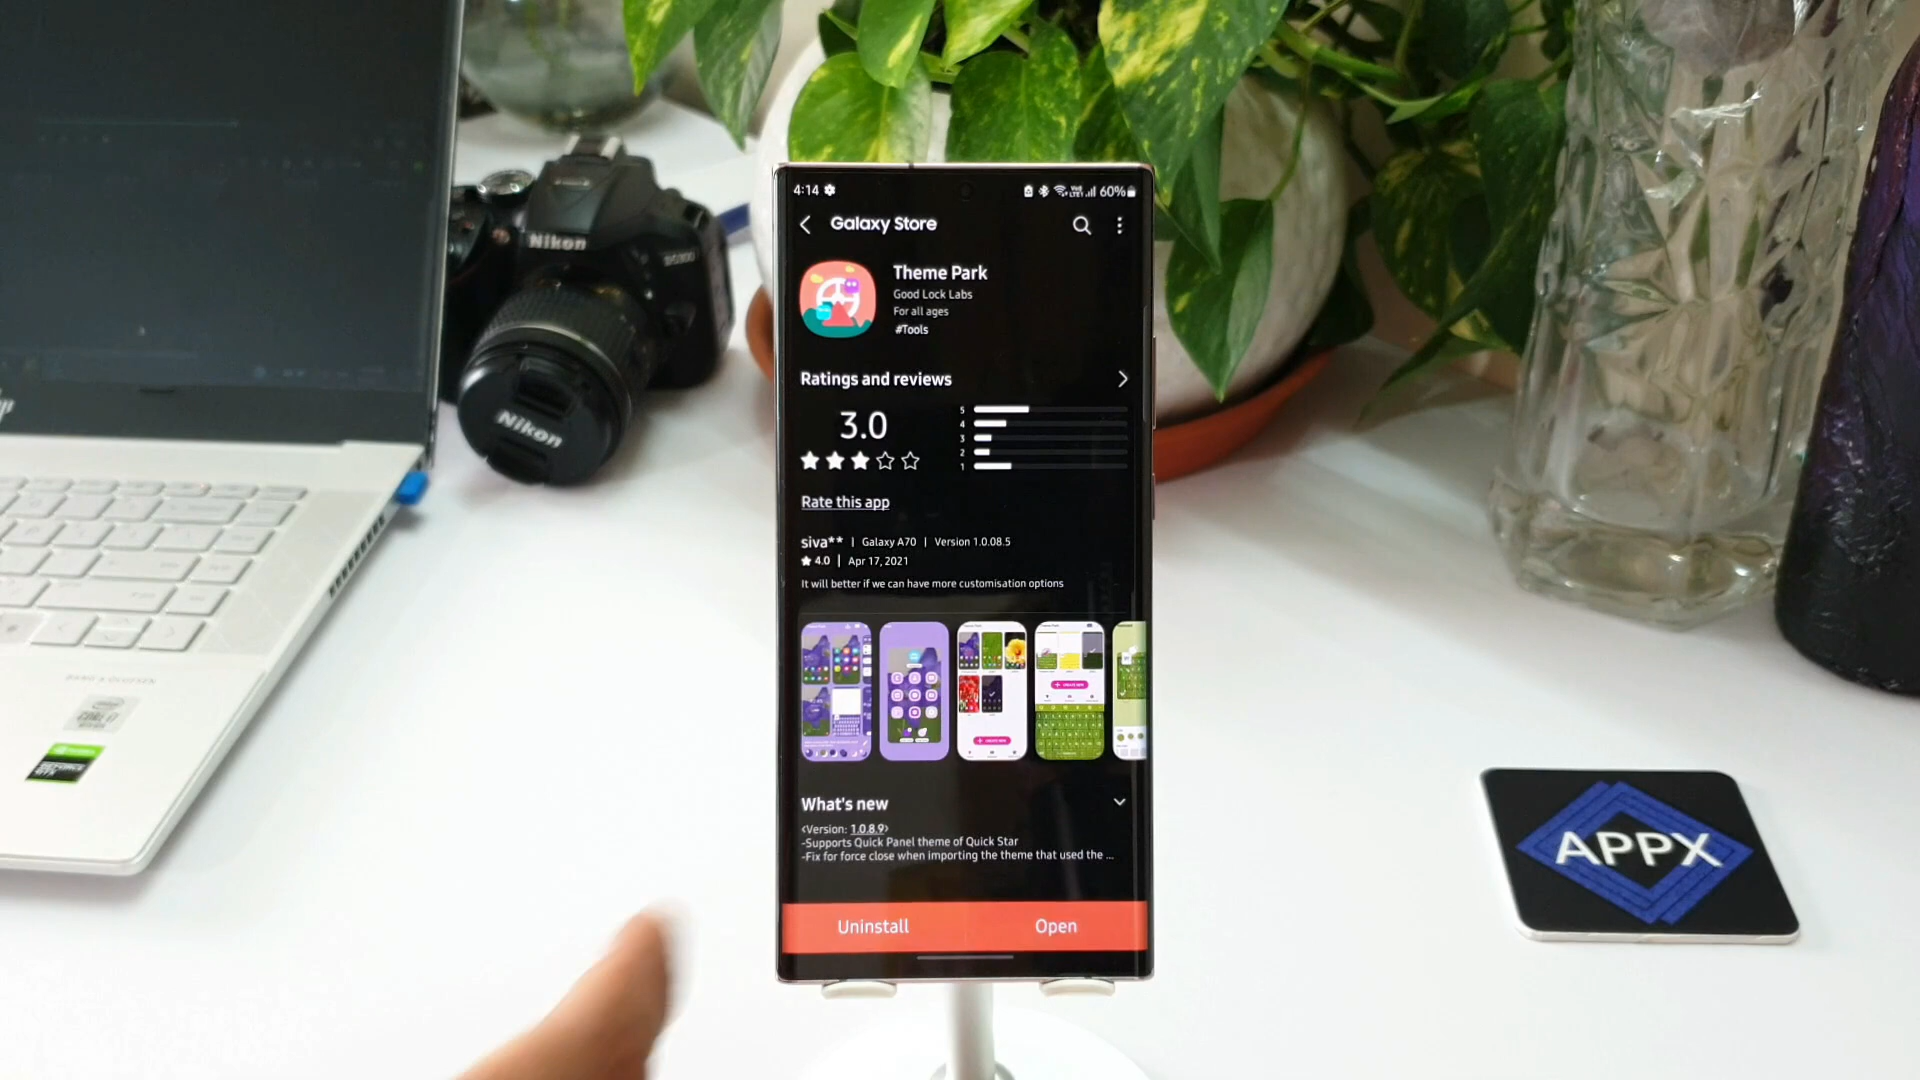 4:14
60%
Galaxy Store
Theme Park
Good Lock Labs
For all ages
#Tools
Ratings and reviews
3.0
5
4
3
2
1
Rate this app
siva** | Galaxy A70 | Version 1.0.08.5
4.0 | Apr 17, 2021
It will better if we can have more customisation options
What's new
<Version: 1.0.8.9>
-Supports Quick Panel theme of Quick Star
-Fix for force close when importing the theme that used the ...
Uninstall
Open
Nikon
Nikon
BANG & OLUFSEN
CORE i7
APPX